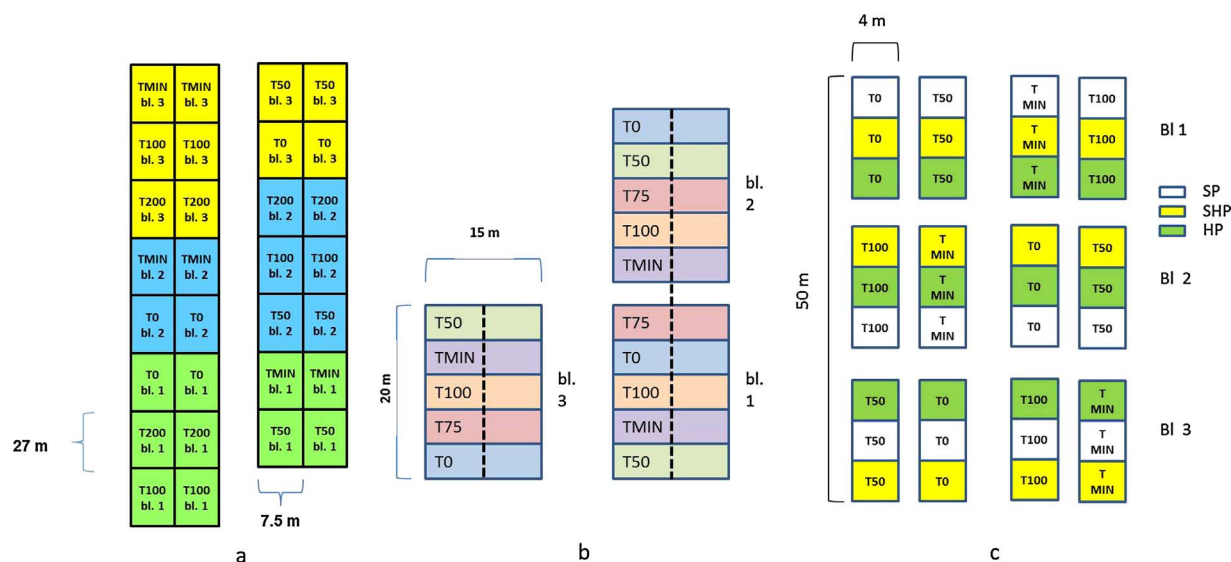 TMIN TMIN
bl. 3 bl. 3
T100 T100
bl. 3 bl. 3
T200 T200
bl. 3 bl. 3
TMIN TMIN
bl. 2 bl. 2
T0 T0
bl. 2 bl. 2
T0 T0
bl. 1 bl. 1
T200 T200
bl. 1 bl. 1
T100 T100
bl. 1 bl. 1
27 m
T50 T50
bl. 3 bl. 3
T0 T0
bl. 3 bl. 3
T200 T200
bl. 2 bl. 2
T100 T100
bl. 2 bl. 2
T50 T50
bl. 2 bl. 2
TMIN TMIN
bl. 1 bl. 1
T50 T50
bl. 1 bl. 1
7.5 m
a
15 m
20 m
T50
TMIN
T100
T75
T0
bl.
3
T0
T50
T75
T100
TMIN
bl.
2
T75
T0
T100
TMIN
T50
bl.
1
b
4 m
50 m
T0 T50 T MIN T100
T0 T50 T MIN T100
T0 T50 T MIN T100
Bl 1
SP
SHP
HP
T100 T MIN T0 T50
T100 T MIN T0 T50
T100 T MIN T0 T50
Bl 2
T50 T0 T100 T MIN
T50 T0 T100 T MIN
T50 T0 T100 T MIN
Bl 3
c